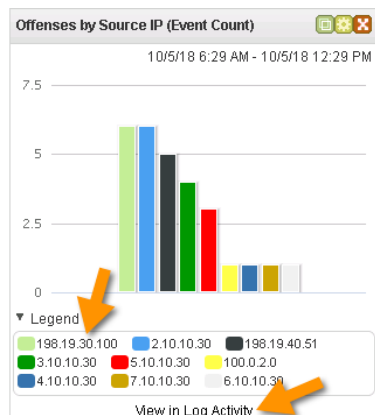 Offenses by Source IP (Event Count)
10/5/18 6:29 AM - 10/5/18 12:29 PM
7.5
5
2.5
0
▼ Legend
198.19.30.100 2.10.10.30 198.19.40.51
3.10.10.30 5.10.10.30 100.0.2.0
4.10.10.30 7.10.10.30 6.10.10.30
View in Log Activity